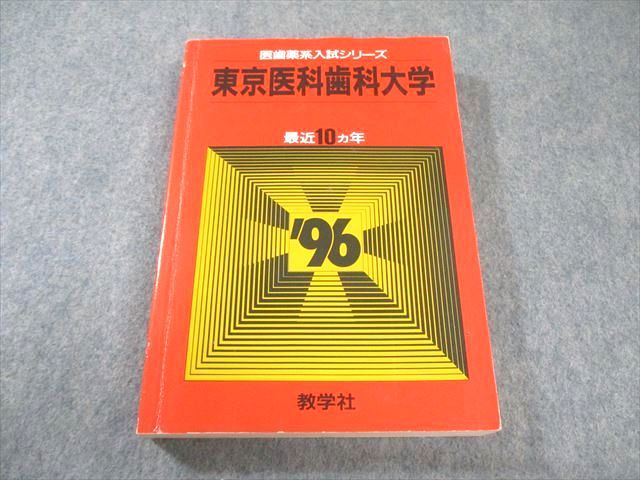 医歯薬系入試シリーズ
東京医科歯科大学
最近10ヵ年
'96
教学社